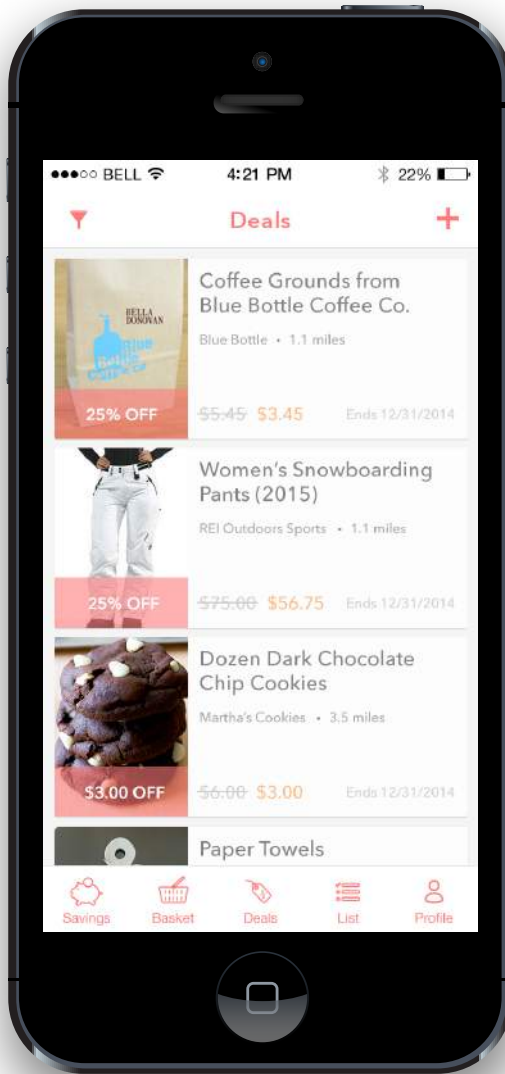 BELL 4:21 PM 22%
Deals
Coffee Grounds from
Blue Bottle Coffee Co.
Blue Bottle • 1.1 miles
BELLA
DONOVAN
Blue
Bottle
Coffee Co
25% OFF
$5.45 $3.45 Ends 12/31/2014
Women's Snowboarding
Pants (2015)
REI Outdoors Sports • 1.1 miles
25% OFF
$75.00 $56.75 Ends 12/31/2014
Dozen Dark Chocolate
Chip Cookies
Martha's Cookies • 3.5 miles
$3.00 OFF
$6.00 $3.00 Ends 12/31/2014
Paper Towels
Savings Basket Deals List Profile